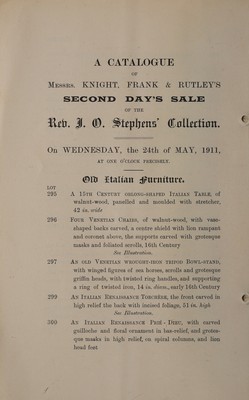 A CATALOGUE
OF
MESSRS. KNIGHT, FRANK & RUTLEY'S
SECOND DAY'S SALE
OF THE
Rev. J. O. Stephens' Collection.
On WEDNESDAY, the 24th of MAY, 1911,
AT ONE O'CLOCK PRECISELY.
Old Italian Furniture.
LOT
295 A 15TH CENTURY OBLONG-SHAPED ITALIAN TABLE, of
walnut-wood, panelled and moulded with stretcher,
42 in. wide
296 FOUR VENETIAN CHAIRS, of walnut-wood, with vase-
shaped backs carved, a centre shield with lion rampant
and coronet above, the supports carved with grotesque
masks and foliated scrolls, 16th Century
See Illustration.
297 AN OLD VENETIAN WROUGHT-IRON TRIPOD BOWL-STAND,
with winged figures of sea horses, scrolls and grotesque
griffin heads, with twisted ring handles, and supporting
a ring of twisted iron, 14 in. diam., early 16th Century
299 AN ITALIAN RENAISSANCE TORCHÈRE, the front carved in
high relief the back with incised foliage, 51 in. high
See Illustration.
300 AN ITALIAN RENAISSANCE PRIE-DIEU, with carved
guilloche and floral ornament in bas-relief, and grotes-
que masks in high relief, on spiral columns, and lion
head feet